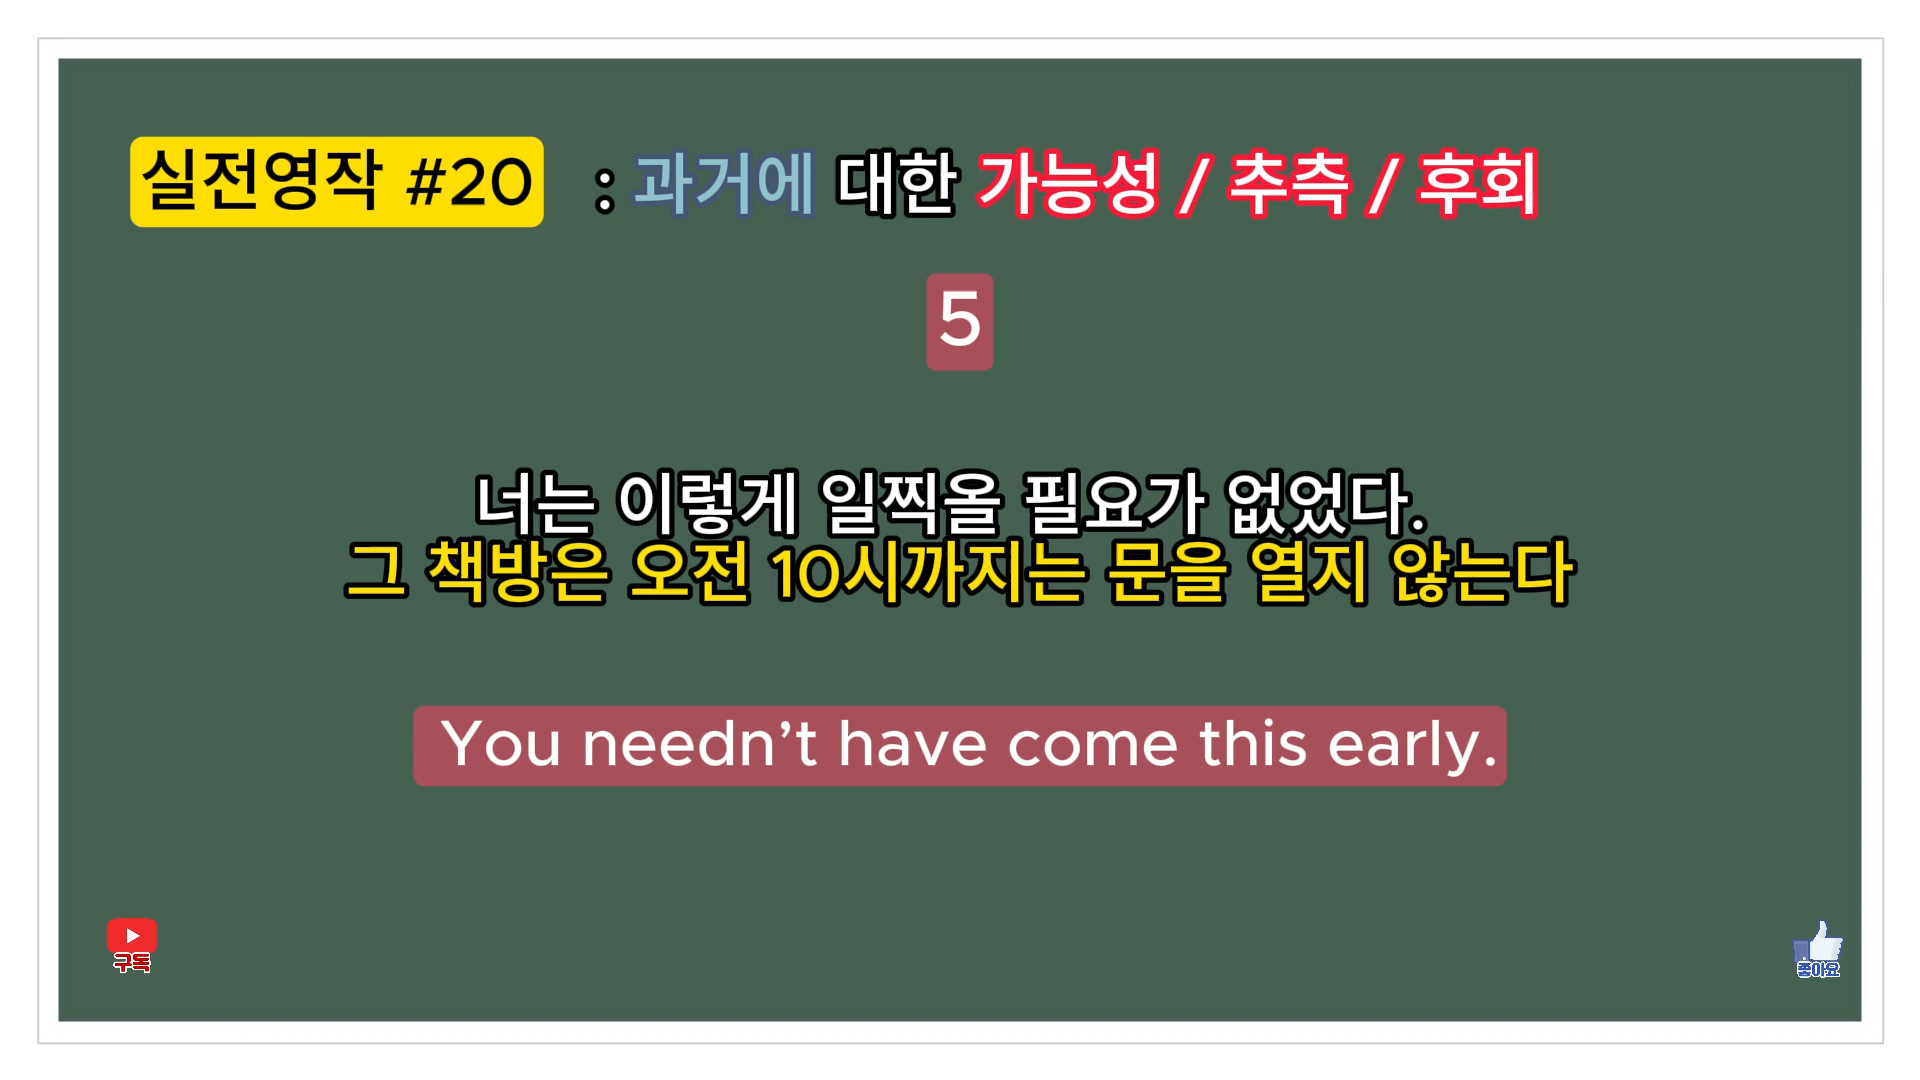 실전영작 #20 : 과거에 대한 가능성 / 추측 / 후회
5
너는 이렇게 일찍올 필요가 없었다.
그 책방은 오전 10시까지는 문을 열지 않는다
You needn’t have come this early.
구독
좋아요